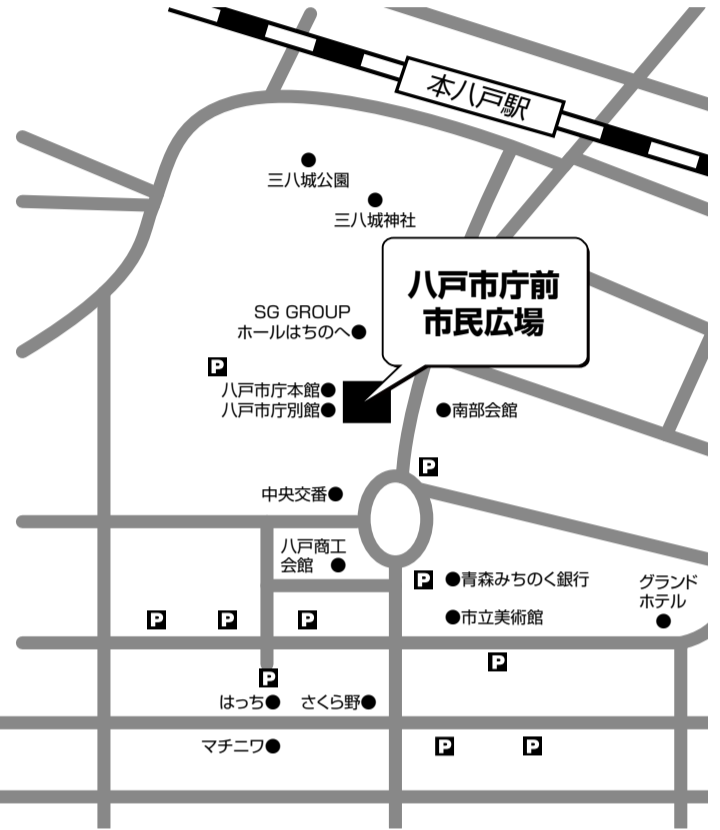 本八戸駅
三八城公園
三八城神社
八戸市庁前
市民広場
SG GROUP
ホールはちのへ
P
八戸市庁本館
八戸市庁別館
南部会館
P
中央交番
八戸商工
会館
P
青森みちのく銀行
グランド
ホテル
P
P
P
市立美術館
P
P
はっち
さくら野
マチニワ
P
P